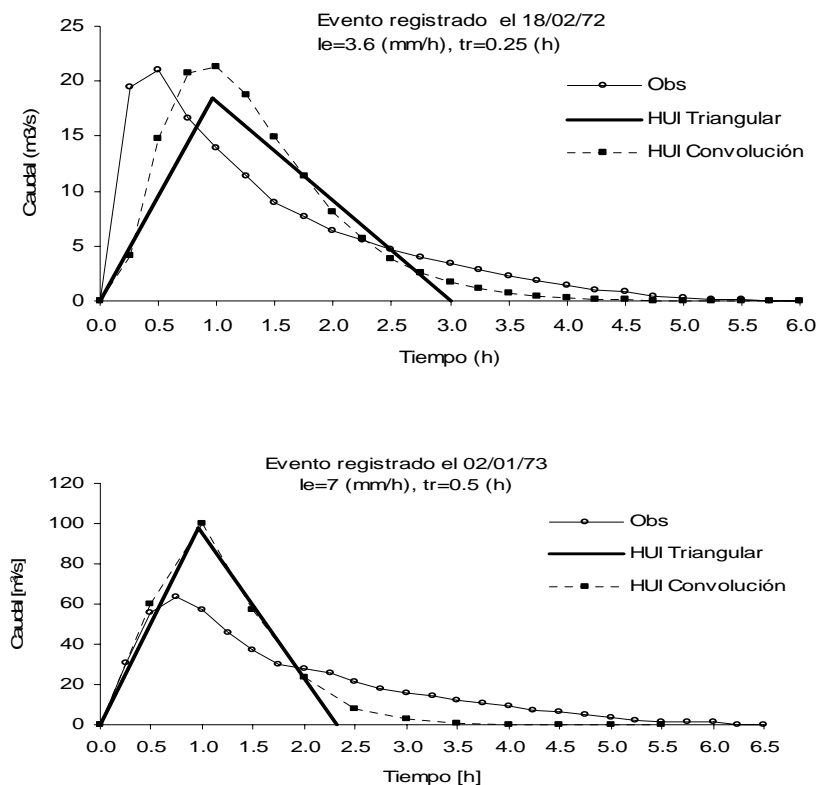 Evento registrado el 18/02/72
Ie=3.6 (mm/h), tr=0.25 (h)
25
20
15
10
5
0
Caudal (m3/s)
Obs
HUI Triangular
HUI Convolución
0.0 0.5 1.0 1.5 2.0 2.5 3.0 3.5 4.0 4.5 5.0 5.5 6.0
Tiempo (h)
Evento registrado el 02/01/73
Ie=7 (mm/h), tr=0.5 (h)
120
100
80
60
40
20
0
Caudal [m³/s]
Obs
HUI Triangular
HUI Convolución
0.0 0.5 1.0 1.5 2.0 2.5 3.0 3.5 4.0 4.5 5.0 5.5 6.0 6.5
Tiempo [h]